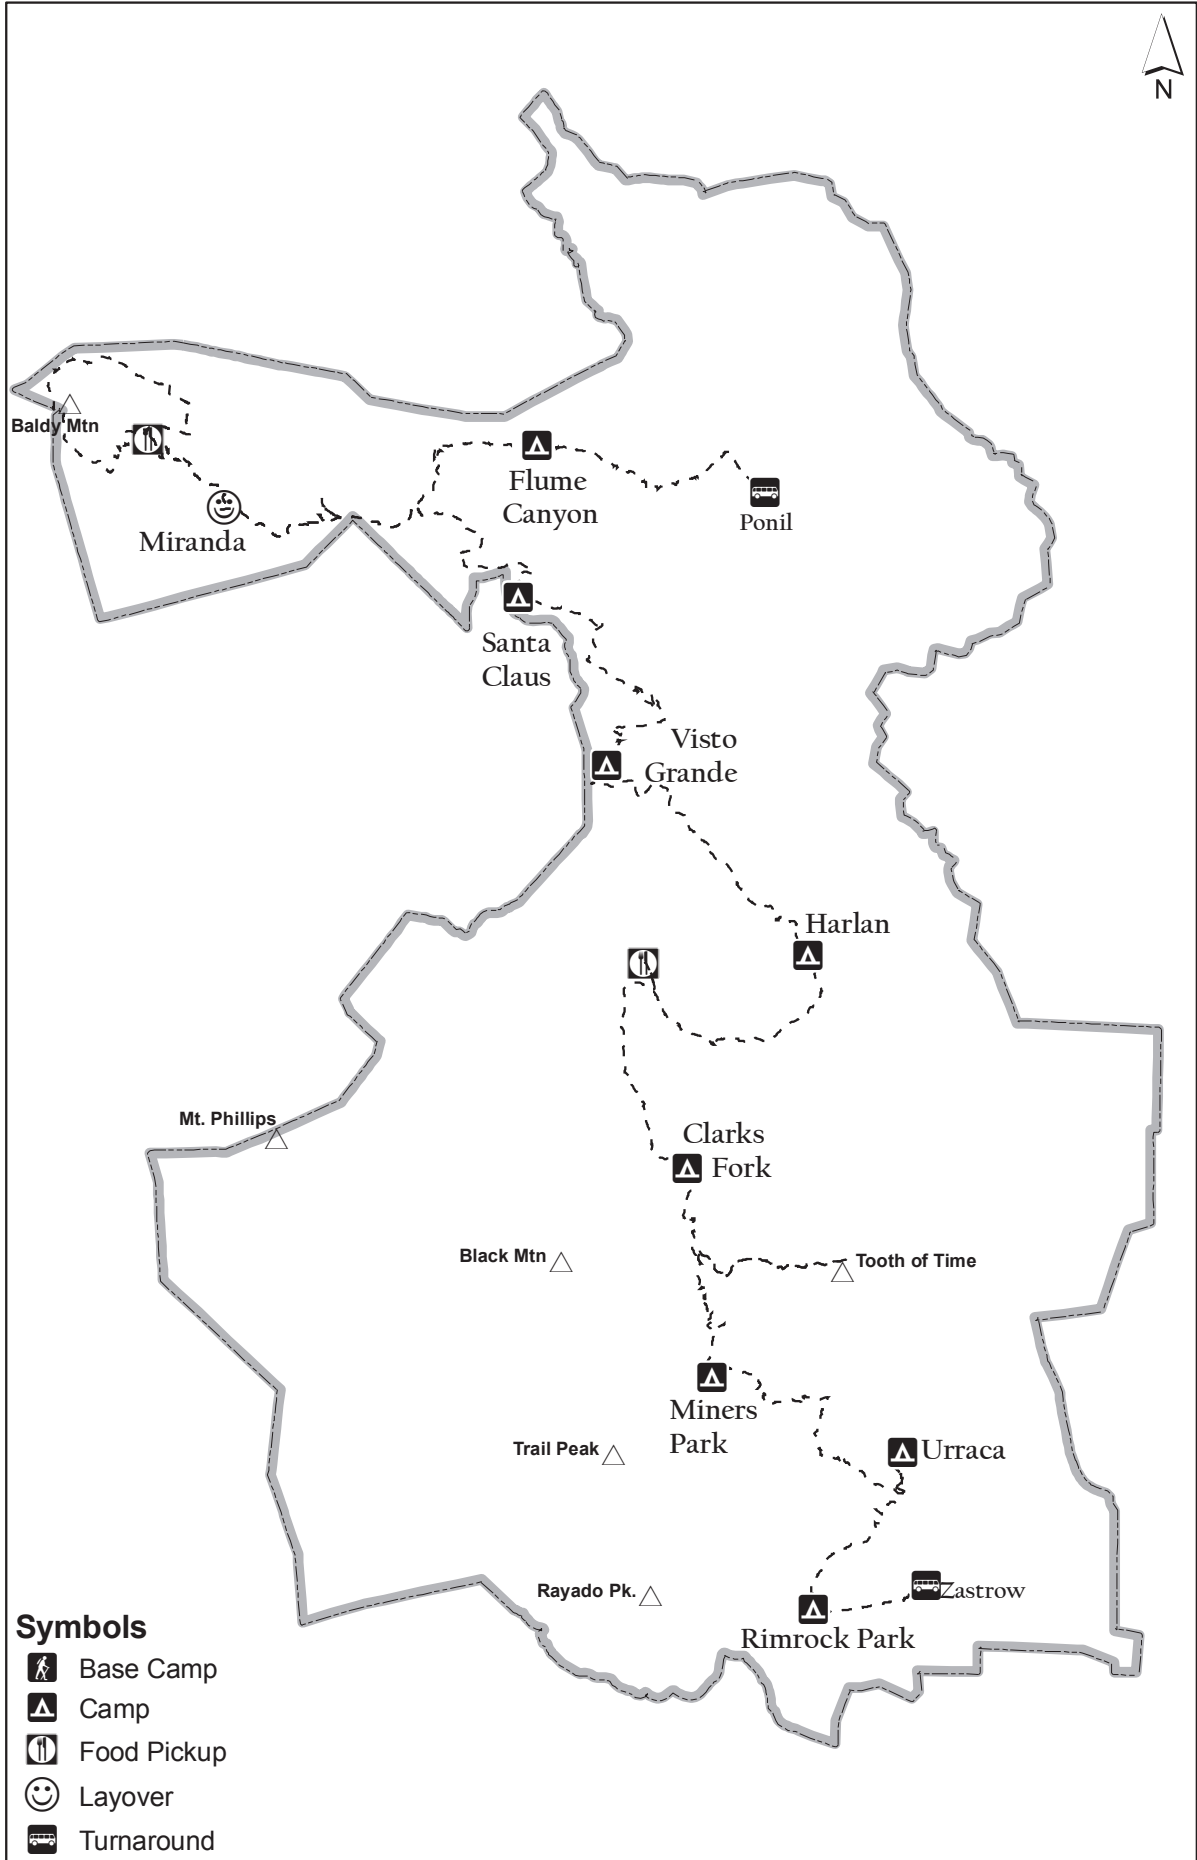 N
Baldy Mtn
Flume
Canyon
Ponil
Miranda
Santa
Claus
Visto
Grande
Harlan
Mt. Phillips
Clarks
Fork
Black Mtn
Tooth of Time
Miners
Park
Trail Peak
Urraca
Rayado Pk.
Zastrow
Rimrock Park
Symbols
Base Camp
Camp
Food Pickup
Layover
Turnaround